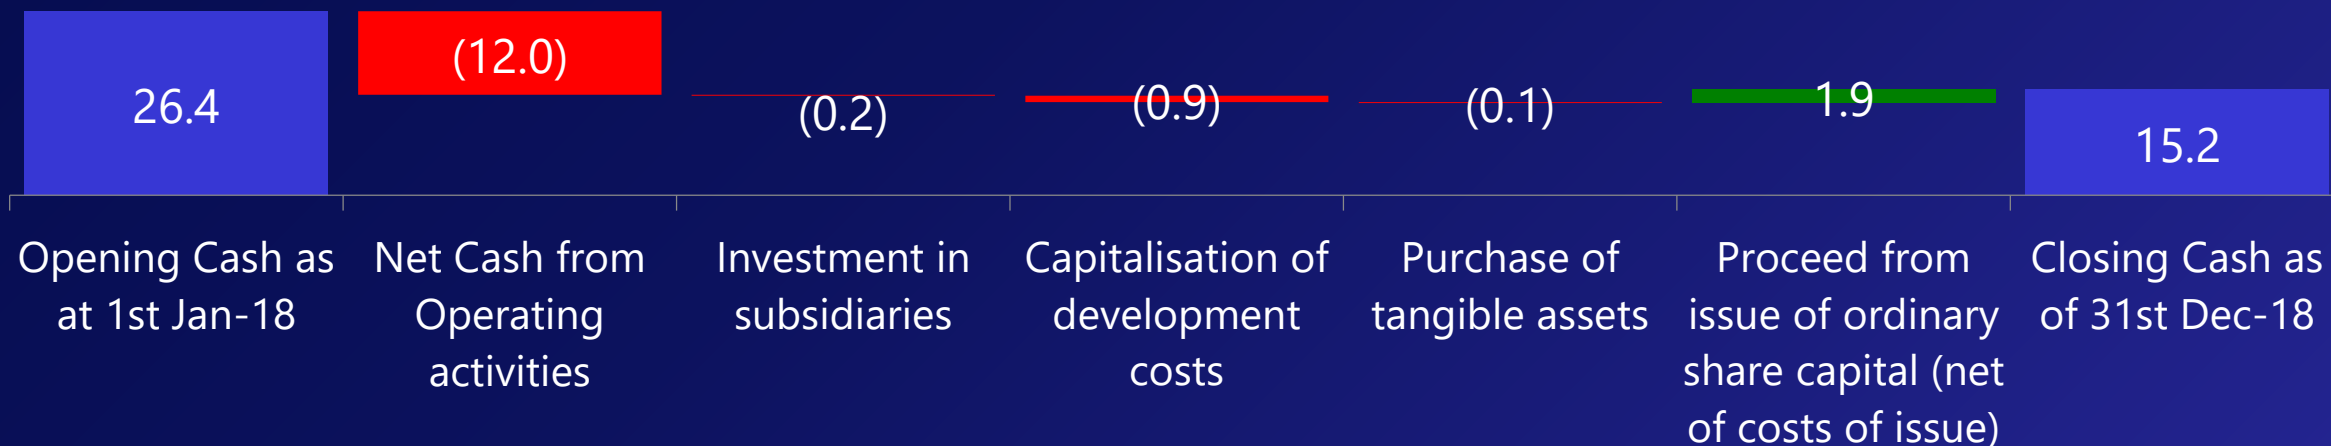 26.4
(12.0)
(0.2)
(0.9)
(0.1)
1.9
15.2
Opening Cash as
at 1st Jan-18
Net Cash from
Operating
activities
Investment in
subsidiaries
Capitalisation of
development
costs
Purchase of
tangible assets
Proceed from
issue of ordinary
share capital (net
of costs of issue)
Closing Cash as
of 31st Dec-18